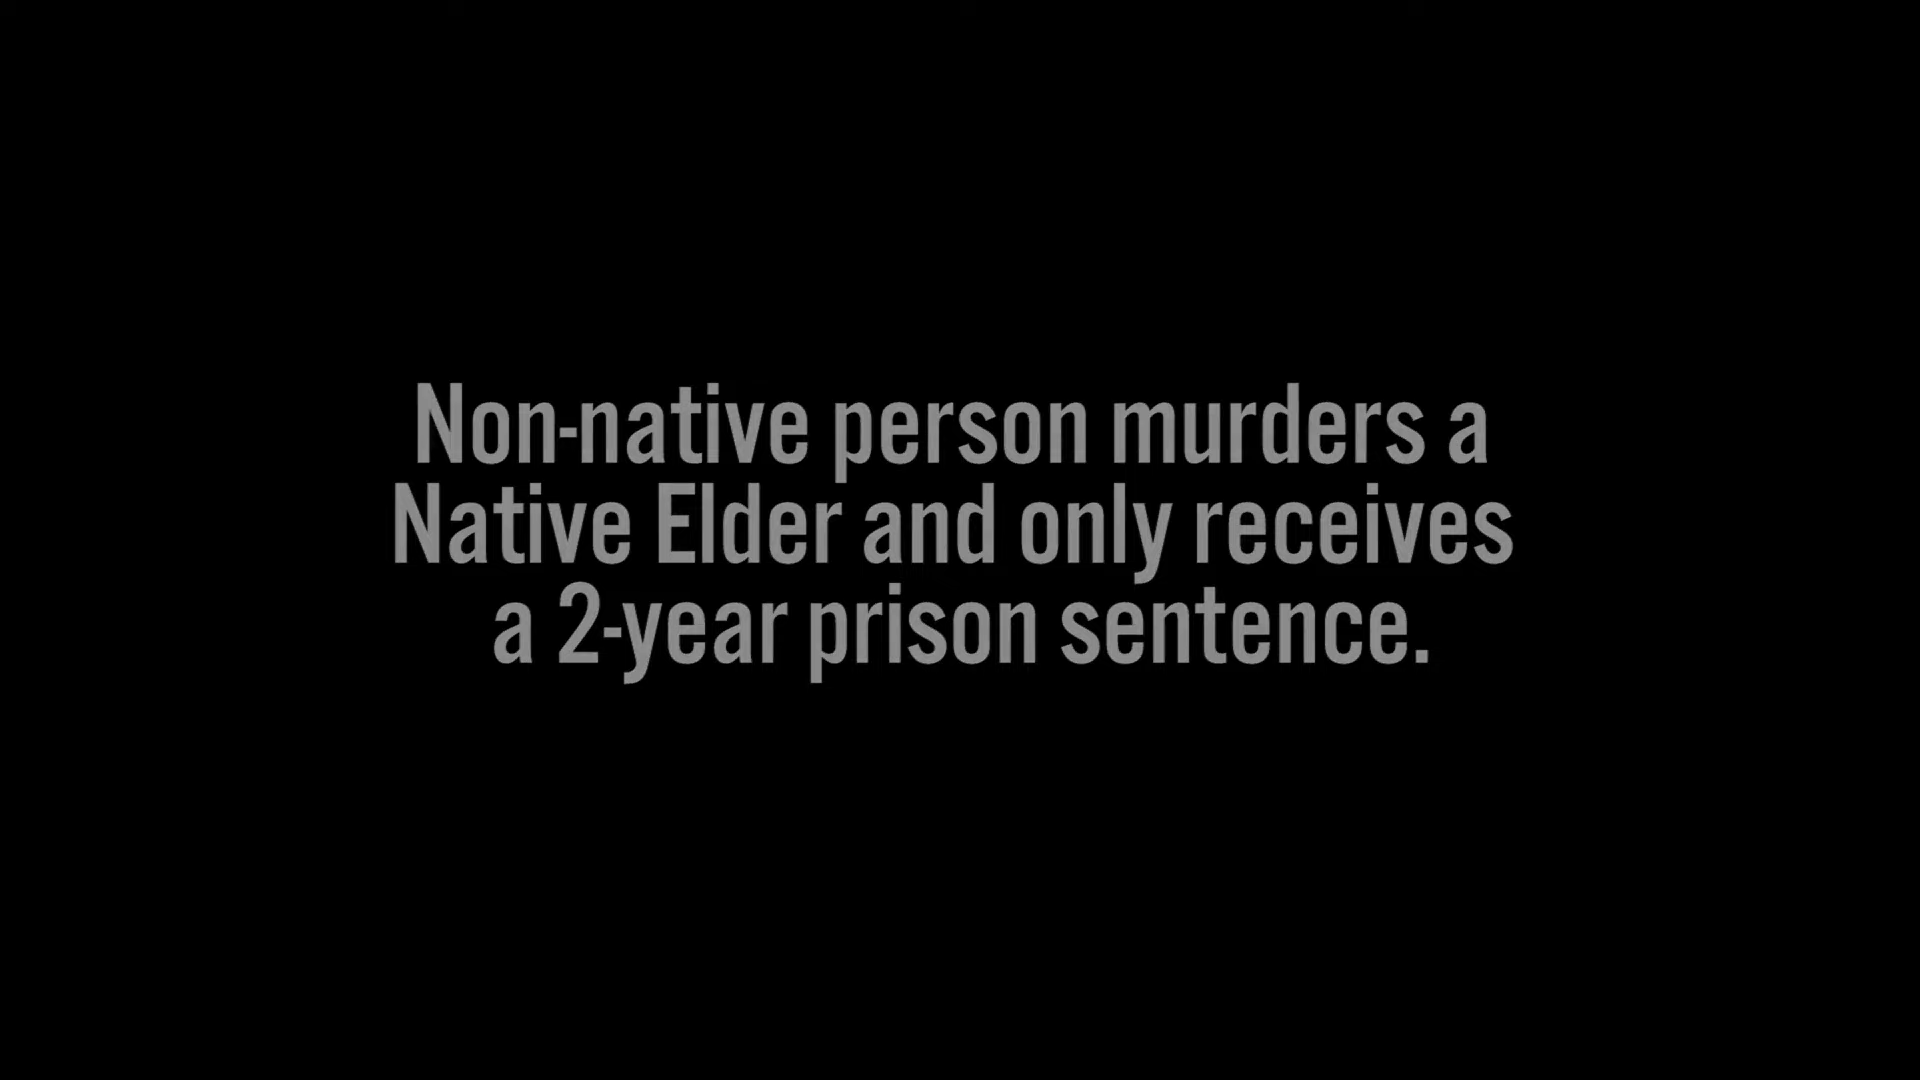 Non-native person murders a
Native Elder and only receives
a 2-year prison sentence.